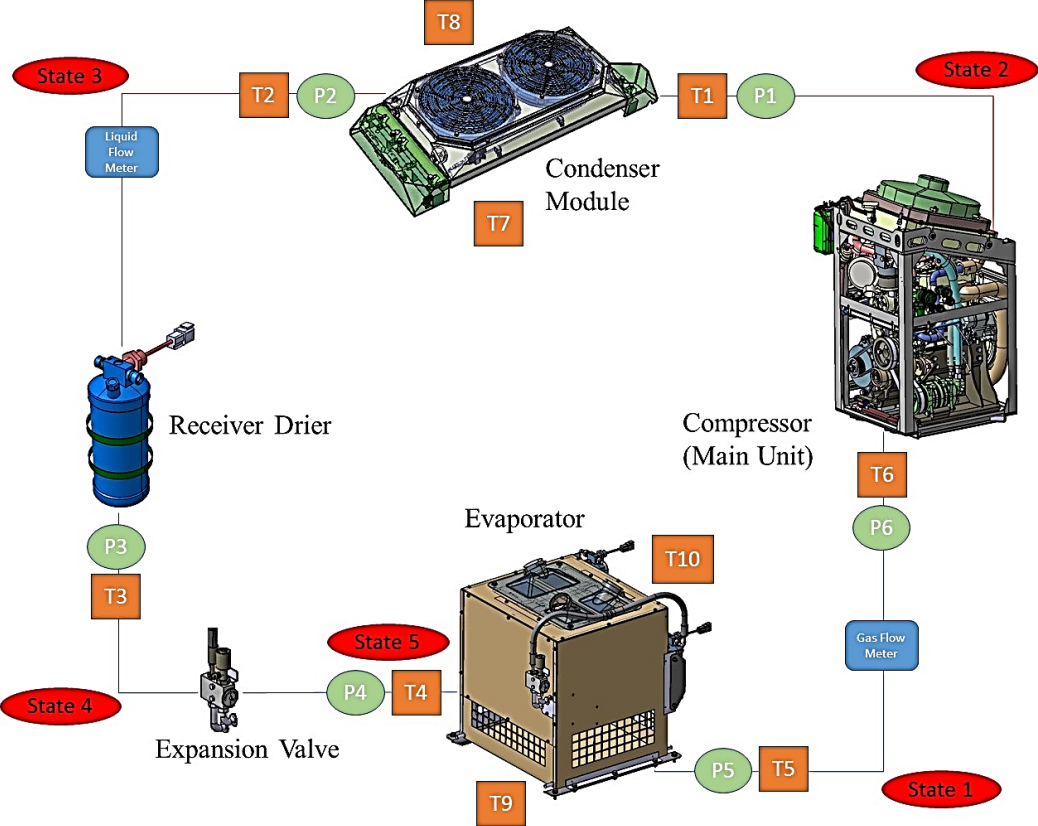 T8
State 3
State 2
T2
P2
T1
P1
Liquid
Flow
Meter
Condenser
Module
T7
Receiver Drier
Compressor
(Main Unit)
T6
Evaporator
P6
P3
T10
T3
State 5
Gas Flow
Meter
P4
T4
State 4
Expansion Valve
P5
T5
State 1
T9